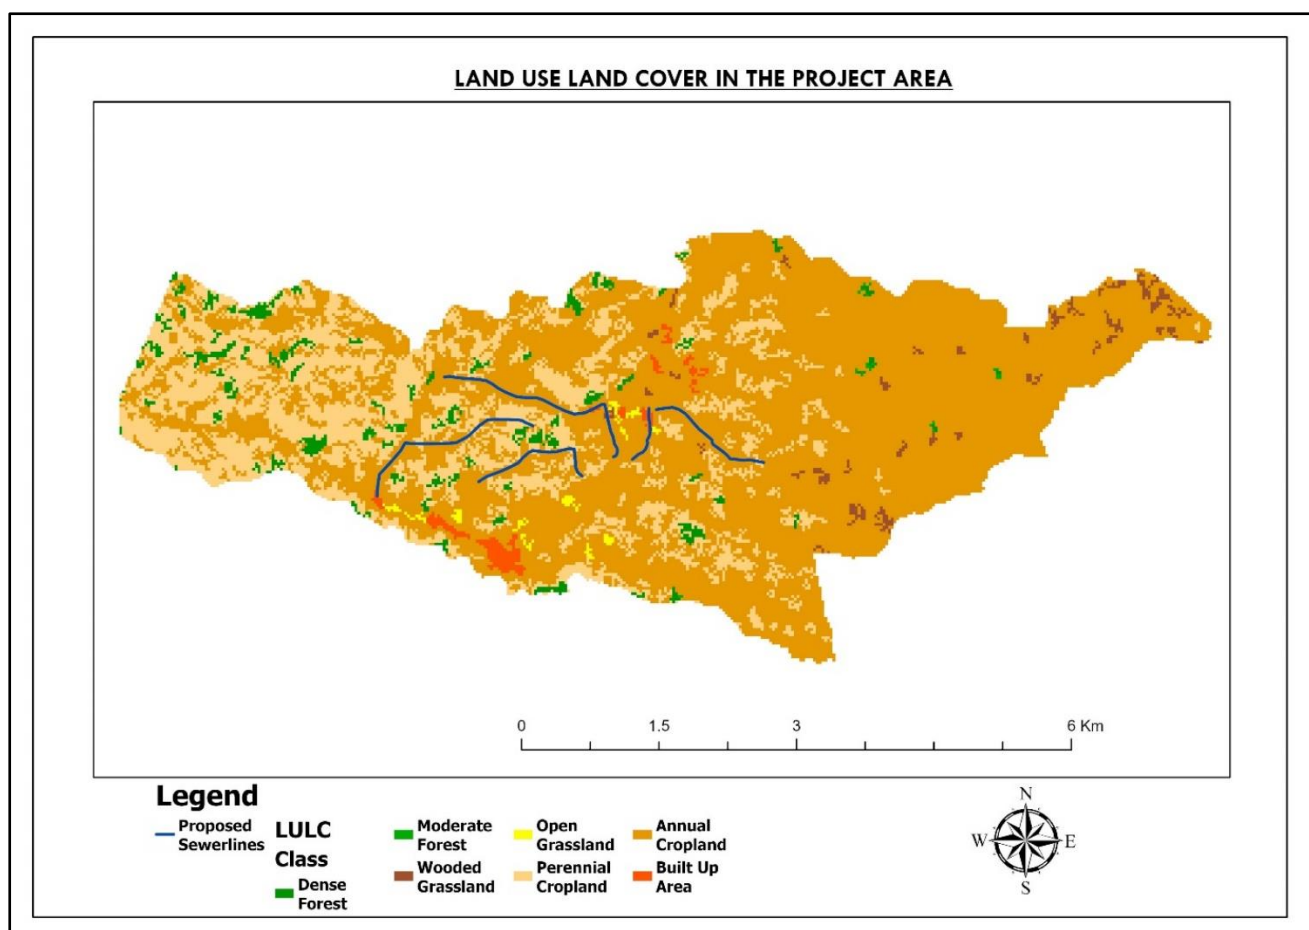 LAND USE LAND COVER IN THE PROJECT AREA
0 1.5 3 6 Km
Legend
Proposed
Sewerlines
LULC
Class
Dense
Forest
Moderate
Forest
Wooded
Grassland
Open
Grassland
Perennial
Cropland
Annual
Cropland
Built Up
Area
N
W E
S